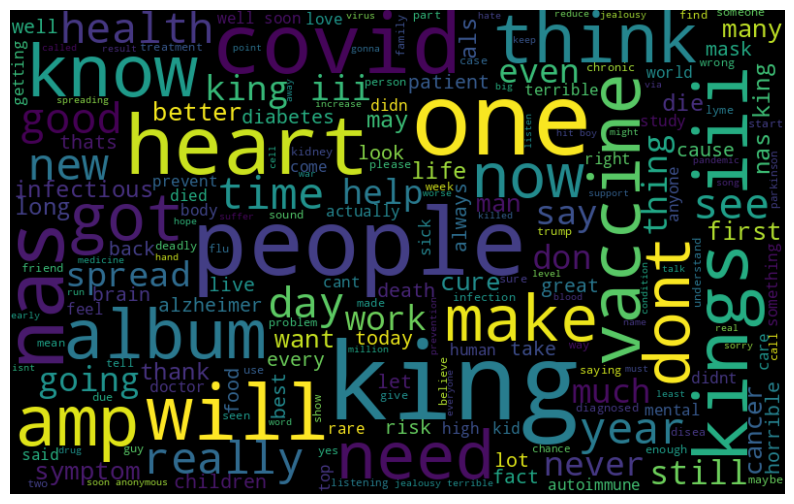 well
health
covid
well soon
love
virus
part
als
think
reduce
jealousy
find
someone
hate
many
called
result
treatment
point
gonna
keep
mask
getting
know
king iii
family
case
patient
even
world
wrong
spreading
increase
person
away
big
terrible
chronic
via
good
better
didn
die
lyme
thats
diabetes
may
listen
hit boy
might
study
start
heart
one
vaccine
lil
nas king
new
cell
kidney
please
look
now
right
cause
pandemic
infectious
prevent
come
war
life
week
support
thing
anyone
song
parkinson
long
died
time
help
worse
man
say
see
body
actually
always
trump
first
hope
sound
killed
back
suffer
nas
got
people
don
deadly
flu
sick
friend
medicine
hand
spread
live
cant
cure
sure
level
great
condition
talk
understand
something
run
brain
alzheimer
day
death
infection
blood
name
real
early
feel
problem
made
work
make
dont
kings
sorry
care
call
mean
album
want
today
million
prevention
human
take
way
must
isnt
tell
every
believe
everyone
saying
much
didnt
going
thank
doctor
food
use
best
let
give
king
least
due
seen
word
show
rare
risk
high
kid
diagnosed
mental
disea
cancer
horrible
amp
will
year
said
drug
guy
really
yes
need
lot
never
chance
enough
still
symptom
children
top
fact
two
soon anonymous
listening
jealousy terrible
autoimmune
maybe